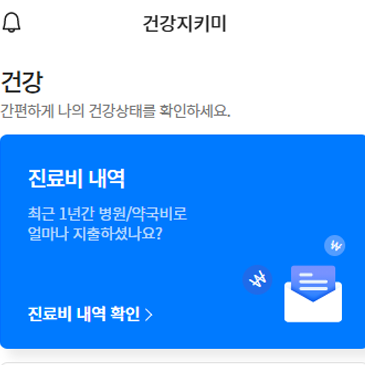 건강지키미
건강
간편하게 나의 건강상태를 확인하세요.
진료비 내역
최근 1년간 병원/약국비로
얼마나 지출하셨나요?
진료비 내역 확인 >
₩
₩